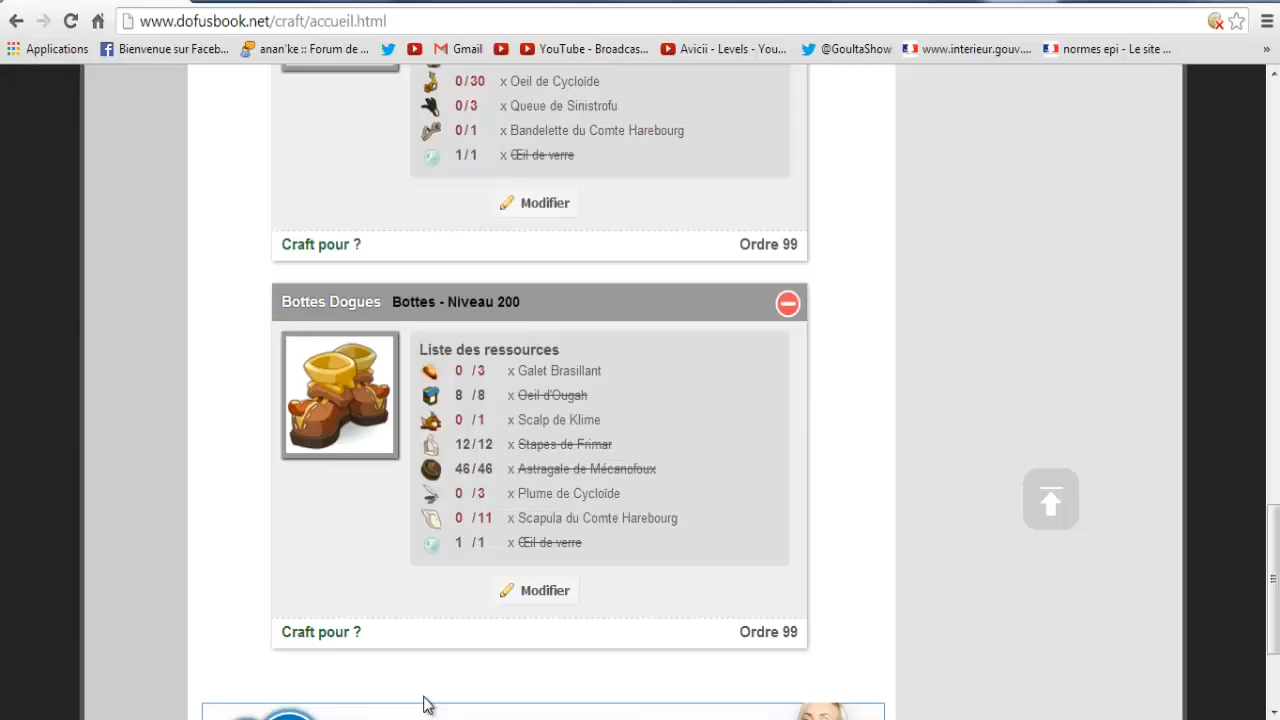 www.dofusbook.net/craft/accueil.html
Applications
Bienvenue sur Faceb...
anan'ke :: Forum de ...
Gmail
YouTube - Broadcas...
Avicii - Levels - You...
@GoultaShow
www.interieur.gouv....
normes epi - Le site ...
»
0/30 x Oeil de Cycloïde
0/3 x Queue de Sinistrofu
0/1 x Bandelette du Comte Harebourg
1/1 x Œil de verre
Modifier
Craft pour ? Ordre 99
Bottes Dogues Bottes - Niveau 200
Liste des ressources
0 /3 x Galet Brasillant
8 /8 x Oeil d'Ougah
0 /1 x Scalp de Klime
12/12 x Stapes de Frimar
46/46 x Astragale de Mécanofoux
0 /3 x Plume de Cycloïde
0 /11 x Scapula du Comte Harebourg
1 /1 x Œil de verre
Modifier
Craft pour ? Ordre 99